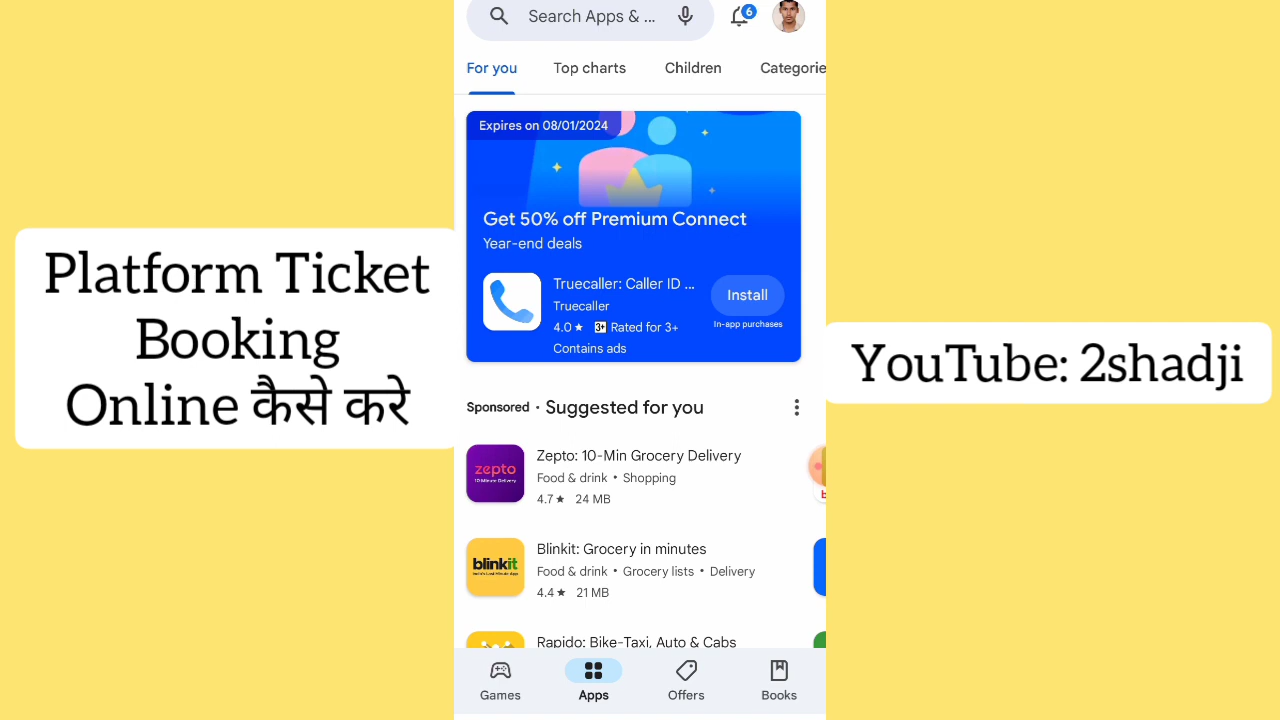 Platform Ticket
Booking
Online कैसे करे
Search Apps & ...
6
For you
Top charts
Children
Categorie
Expires on 08/01/2024
Get 50% off Premium Connect
Year-end deals
Truecaller: Caller ID ...
Truecaller
4.0 ★ 3+ Rated for 3+
Contains ads
Install
In-app purchases
Sponsored • Suggested for you
zepto
10 Minute Delivery
Zepto: 10-Min Grocery Delivery
Food & drink • Shopping
4.7 ★ 24 MB
blinkit
Blinkit: Grocery in minutes
Food & drink • Grocery lists • Delivery
4.4 ★ 21 MB
Rapido: Bike-Taxi, Auto & Cabs
Games
Apps
Offers
Books
YouTube: 2shadji